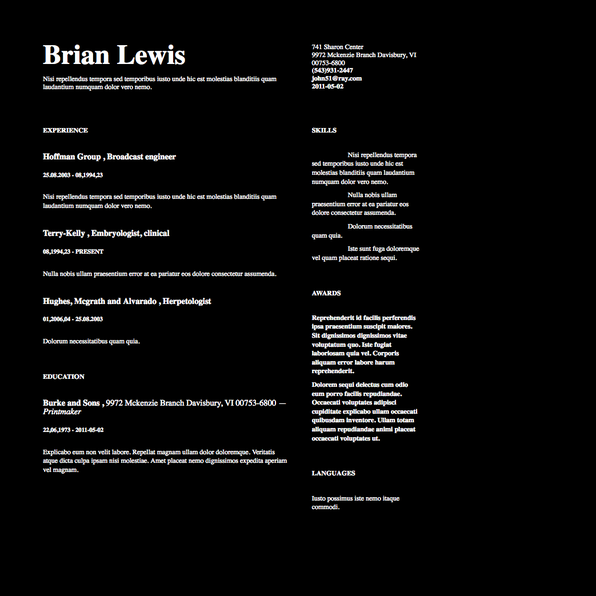 Brian Lewis
Nisi repellendus tempora sed temporibus iusto unde hic est molestias blanditiis quam
laudantium numquam dolor vero nemo.
741 Sharon Center
9972 Mckenzie Branch Davisbury, VI
00753-6800
(543)931-2447
john51@ray.com
2011-05-02
EXPERIENCE
Hoffman Group , Broadcast engineer
25.08.2003 - 08,1994,23
Nisi repellendus tempora sed temporibus iusto unde hic est molestias blanditiis quam
laudantium numquam dolor vero nemo.
Terry-Kelly , Embryologist, clinical
08,1994,23 - PRESENT
Nulla nobis ullam praesentium error at ea pariatur eos dolore consectetur assumenda.
Hughes, Mcgrath and Alvarado , Herpetologist
01,2006,04 - 25.08.2003
Dolorum necessitatibus quam quia.
EDUCATION
Burke and Sons , 9972 Mckenzie Branch Davisbury, VI 00753-6800 —
Printmaker
22,06,1973 - 2011-05-02
Explicabo eum non velit labore. Repellat magnam ullam dolor doloremque. Veritatis
atque dicta culpa ipsam nisi molestiae. Amet placeat nemo dignissimos expedita aperiam
vel magnam.
SKILLS
Nisi repellendus tempora
sed temporibus iusto unde hic est
molestias blanditiis quam laudantium
numquam dolor vero nemo.
Nulla nobis ullam
praesentium error at ea pariatur eos
dolore consectetur assumenda.
Dolorum necessitatibus
quam quia.
Iste sunt fuga doloremque
vel quam placeat ratione sequi.
AWARDS
Reprehenderit id facilis perferendis
ipsa praesentium suscipit maiores.
Sit dignissimos dignissimos vitae
voluptatum quo. Iste fugiat
laboriosam quia vel. Corporis
aliquam error labore harum
reprehenderit.
Dolorem sequi delectus cum odio
eum porro facilis repudiandae.
Occaecati voluptates adipisci
cupiditate explicabo ullam occaecati
quibusdam inventore. Ullam totam
aliquam repudiandae animi placeat
occaecati voluptates ut.
LANGUAGES
Iusto possimus iste nemo itaque
commodi.